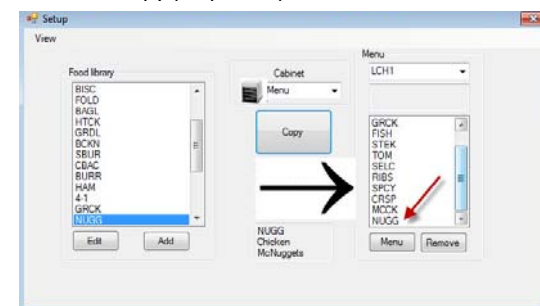 Setup
View
Food library
BISC
FOLD
BAGL
HTCK
GRDL
BCKN
SBUR
CBAC
BURR
HAM
4-1
GRCK
NUGG
Edit
Add
Cabinet
Menu
Copy
NUGG
Chicken
McNuggets
Menu
LCH1
GRCK
FISH
STEK
TOM
SELC
RIBS
SPCY
CRSP
MCCK
NUGG
Menu
Remove